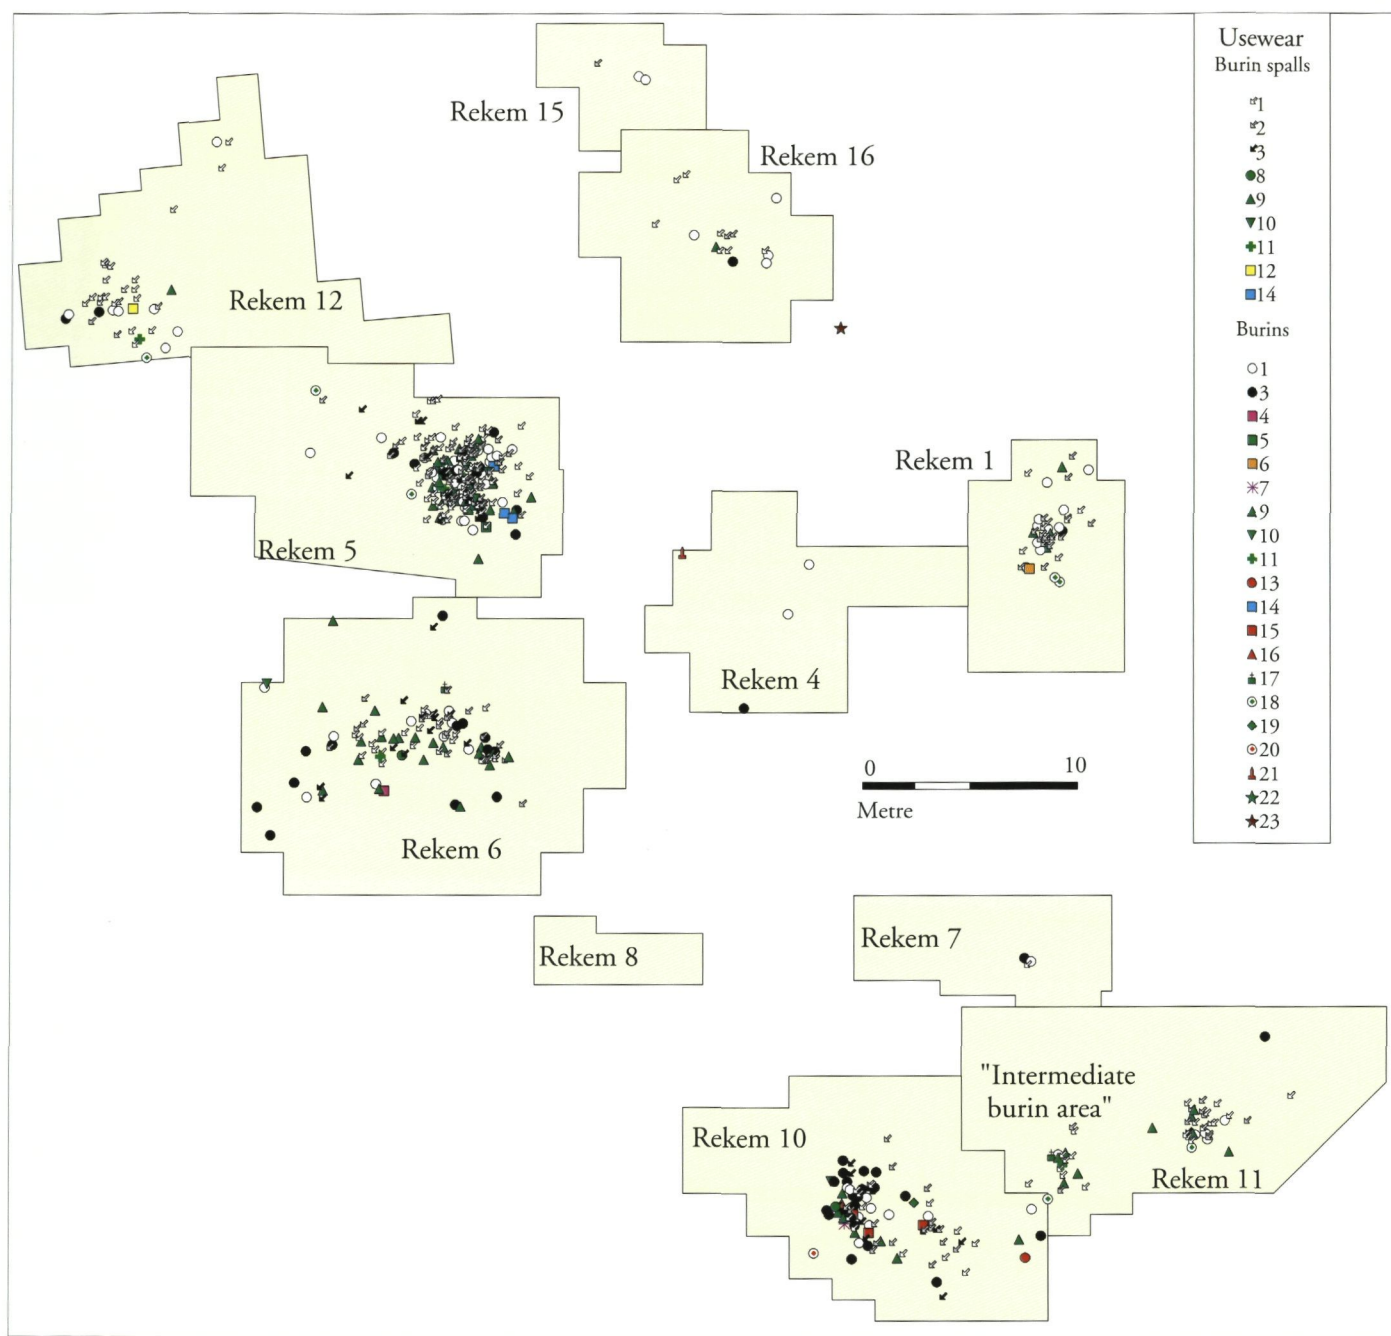 Rekem 15
Rekem 16
Rekem 12
Rekem 5
Rekem 1
Rekem 4
Rekem 6
0 10
Metre
Rekem 8
Rekem 7
"Intermediate
burin area"
Rekem 10
Rekem 11
Usewear
Burin spalls
1
2
3
8
9
10
11
12
14
Burins
1
3
4
5
6
7
9
10
11
13
14
15
16
17
18
19
20
21
22
23